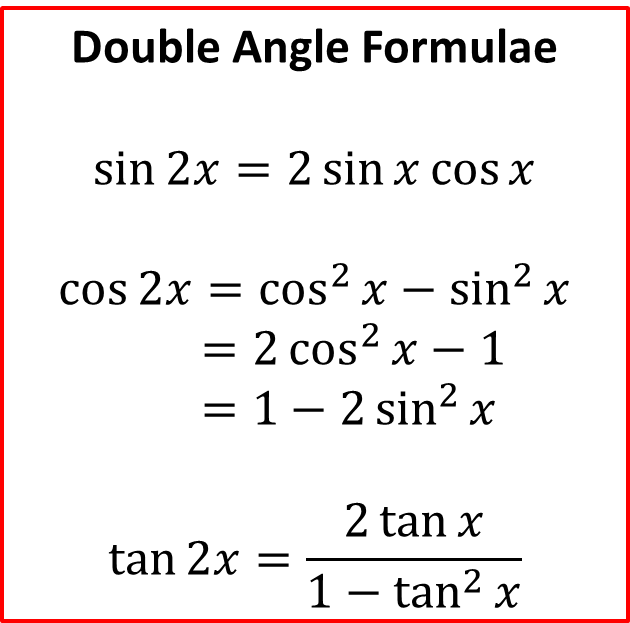 Double Angle Formulae
sin 2x = 2 sin x cos x
cos 2x = cos² x − sin² x
= 2 cos² x − 1
= 1 − 2 sin² x
2 tan x
tan 2x =
1 − tan² x